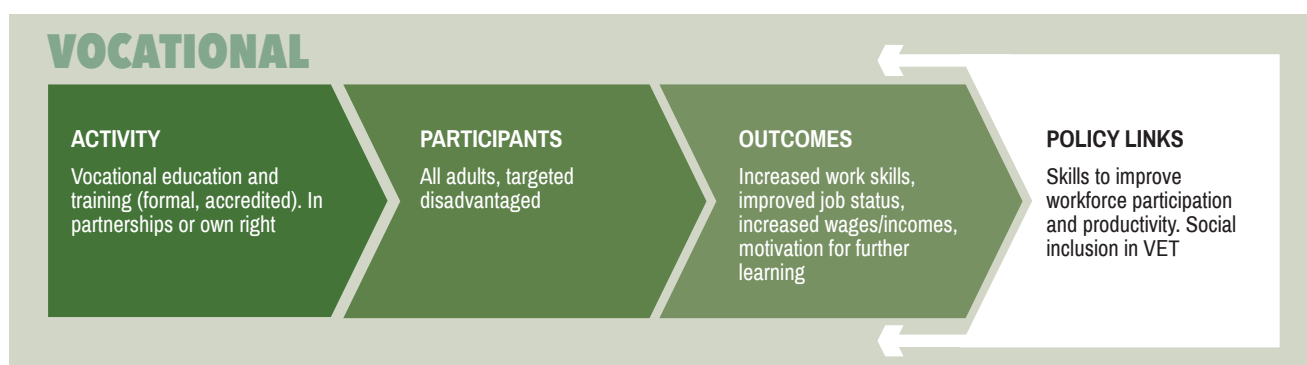 VOCATIONAL
ACTIVITY
Vocational education and
training (formal, accredited). In
partnerships or own right
PARTICIPANTS
All adults, targeted
disadvantaged
OUTCOMES
Increased work skills,
improved job status,
increased wages/incomes,
motivation for further
learning
POLICY LINKS
Skills to improve
workforce participation
and productivity. Social
inclusion in VET